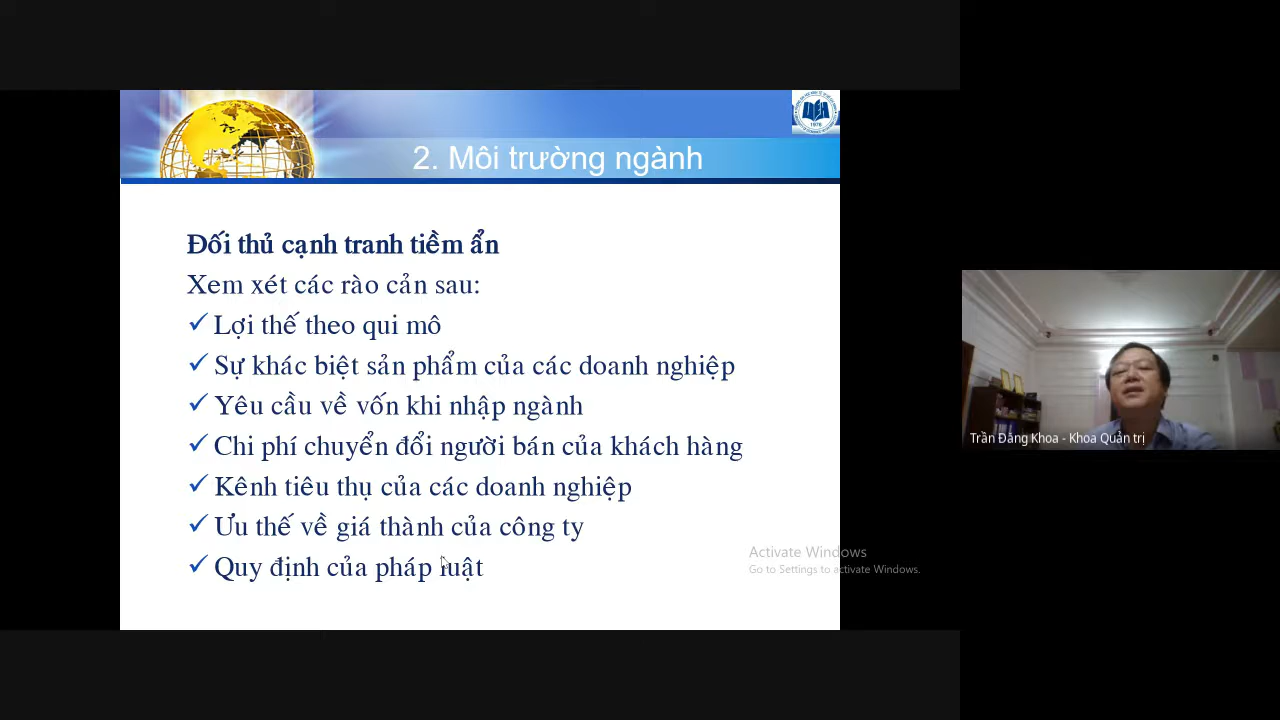 2. Môi trường ngành
Đối thủ cạnh tranh tiềm ẩn
Xem xét các rào cản sau:
Lợi thế theo qui mô
Sự khác biệt sản phẩm của các doanh nghiệp
Yêu cầu về vốn khi nhập ngành
Chi phí chuyển đổi người bán của khách hàng
Kênh tiêu thụ của các doanh nghiệp
Ưu thế về giá thành của công ty
Quy định của pháp luật
Activate Windows
Go to Settings to activate Windows.
Trần Đăng Khoa - Khoa Quản trị
1976